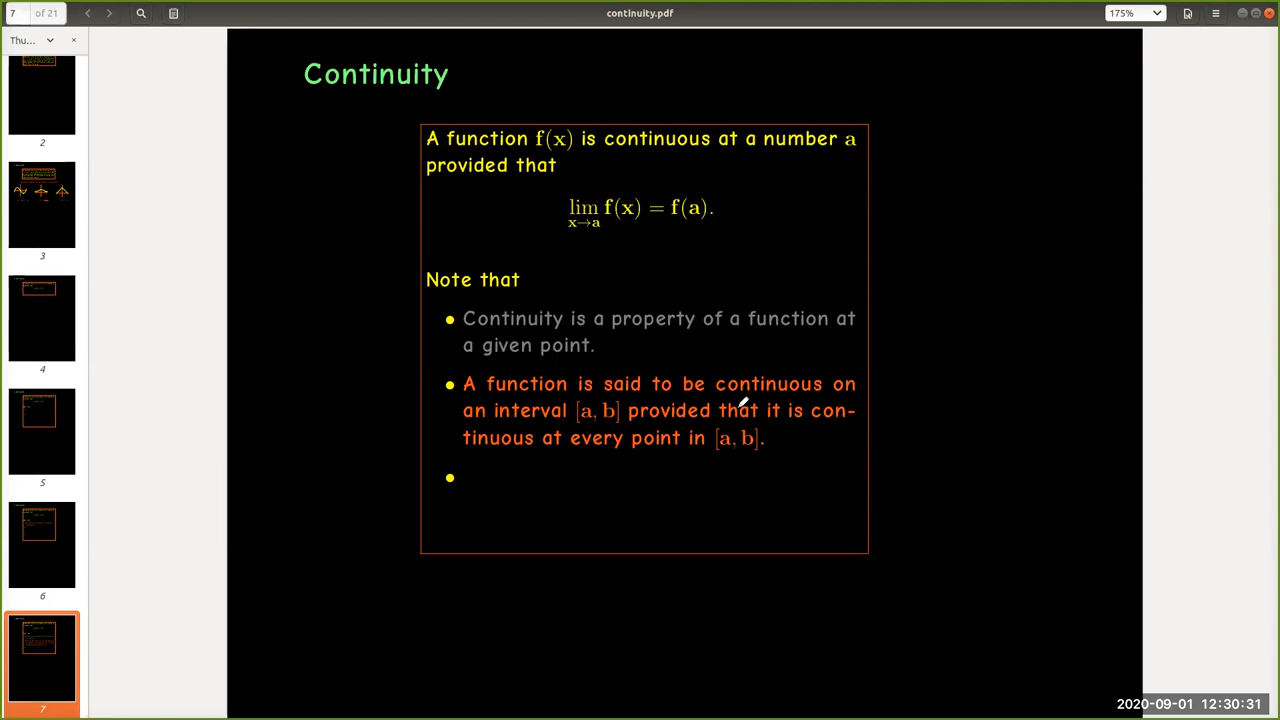 7 of 21
continuity.pdf
175%
Thu...
2
3
4
5
6
7
Continuity
A function f(x) is continuous at a number a
provided that
lim f(x) = f(a).
x→a
Note that
• Continuity is a property of a function at
a given point.
• A function is said to be continuous on
an interval [a, b] provided that it is con-
tinuous at every point in [a, b].
•
2020-09-01 12:30:31